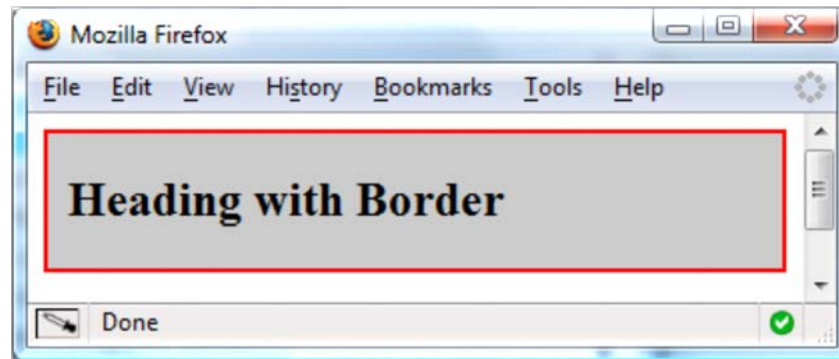 Mozilla Firefox
File Edit View History Bookmarks Tools Help
Heading with Border
Done